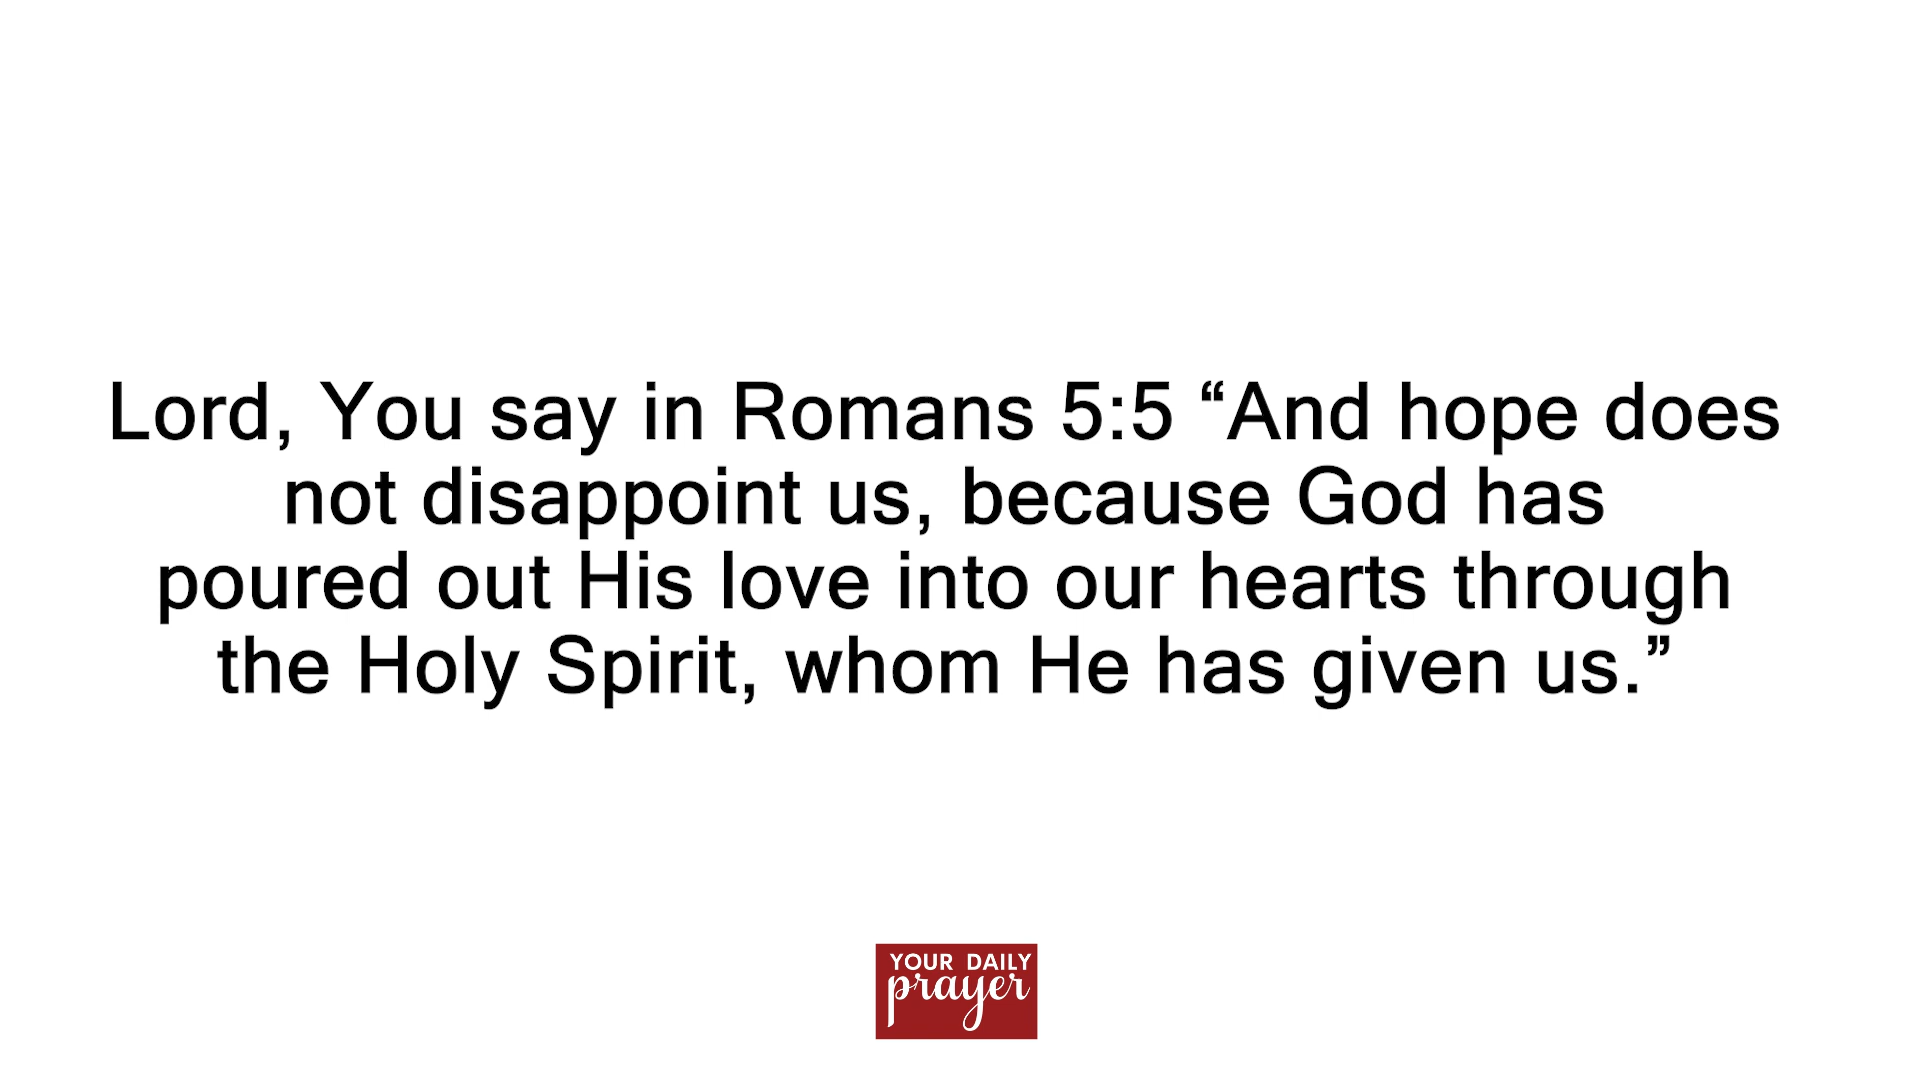 Lord, You say in Romans 5:5 “And hope does
not disappoint us, because God has
poured out His love into our hearts through
the Holy Spirit, whom He has given us.”
YOUR DAILY
prayer